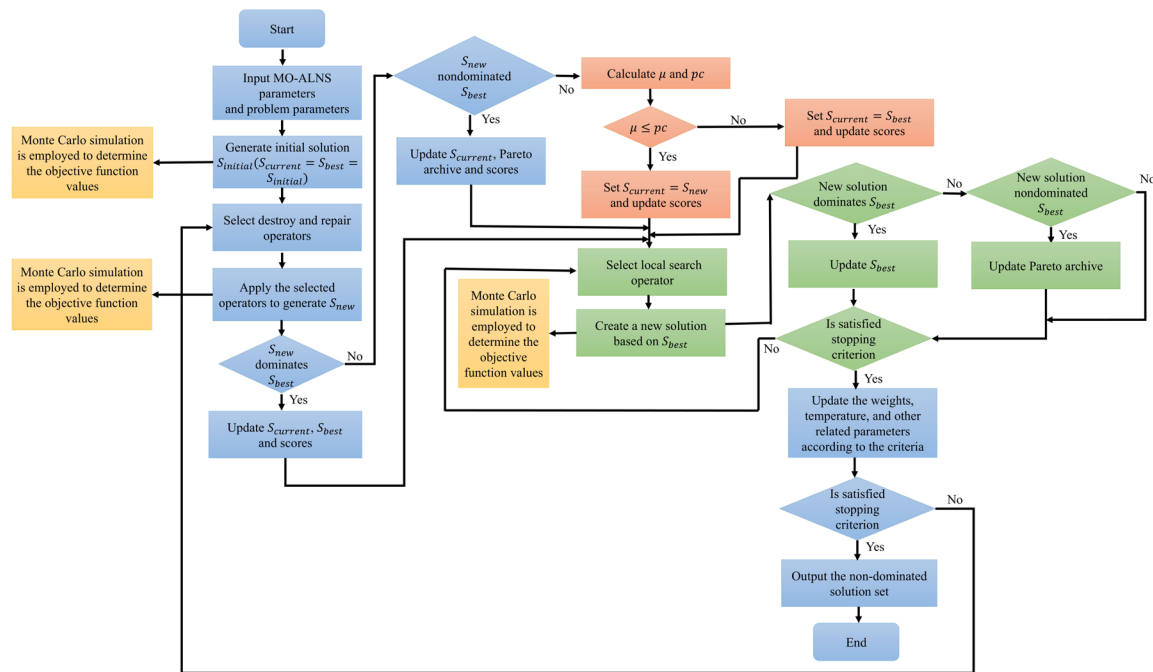 Start
Input MO-ALNS
parameters
and problem parameters
Monte Carlo simulation
is employed to determine
the objective function
values
Generate initial solution
S_initial(S_current = S_best =
S_initial)
Select destroy and repair
operators
Monte Carlo simulation
is employed to determine
the objective function
values
Apply the selected
operators to generate S_new
S_new
dominates
S_best
No
Yes
Update S_current, S_best
and scores
S_new
nondominated
S_best
No
Yes
Update S_current, Pareto
archive and scores
Calculate μ and pc
μ ≤ pc
No
Yes
Set S_current = S_best
and update scores
Set S_current = S_new
and update scores
Select local search
operator
Monte Carlo
simulation is
employed to
determine the
objective
function values
Create a new solution
based on S_best
New solution
dominates S_best
No
Yes
Update S_best
New solution
nondominated
S_best
No
Yes
Update Pareto archive
Is satisfied
stopping
criterion
No
Yes
Update the weights,
temperature, and other
related parameters
according to the criteria
Is satisfied
stopping
criterion
No
Yes
Output the non-dominated
solution set
End